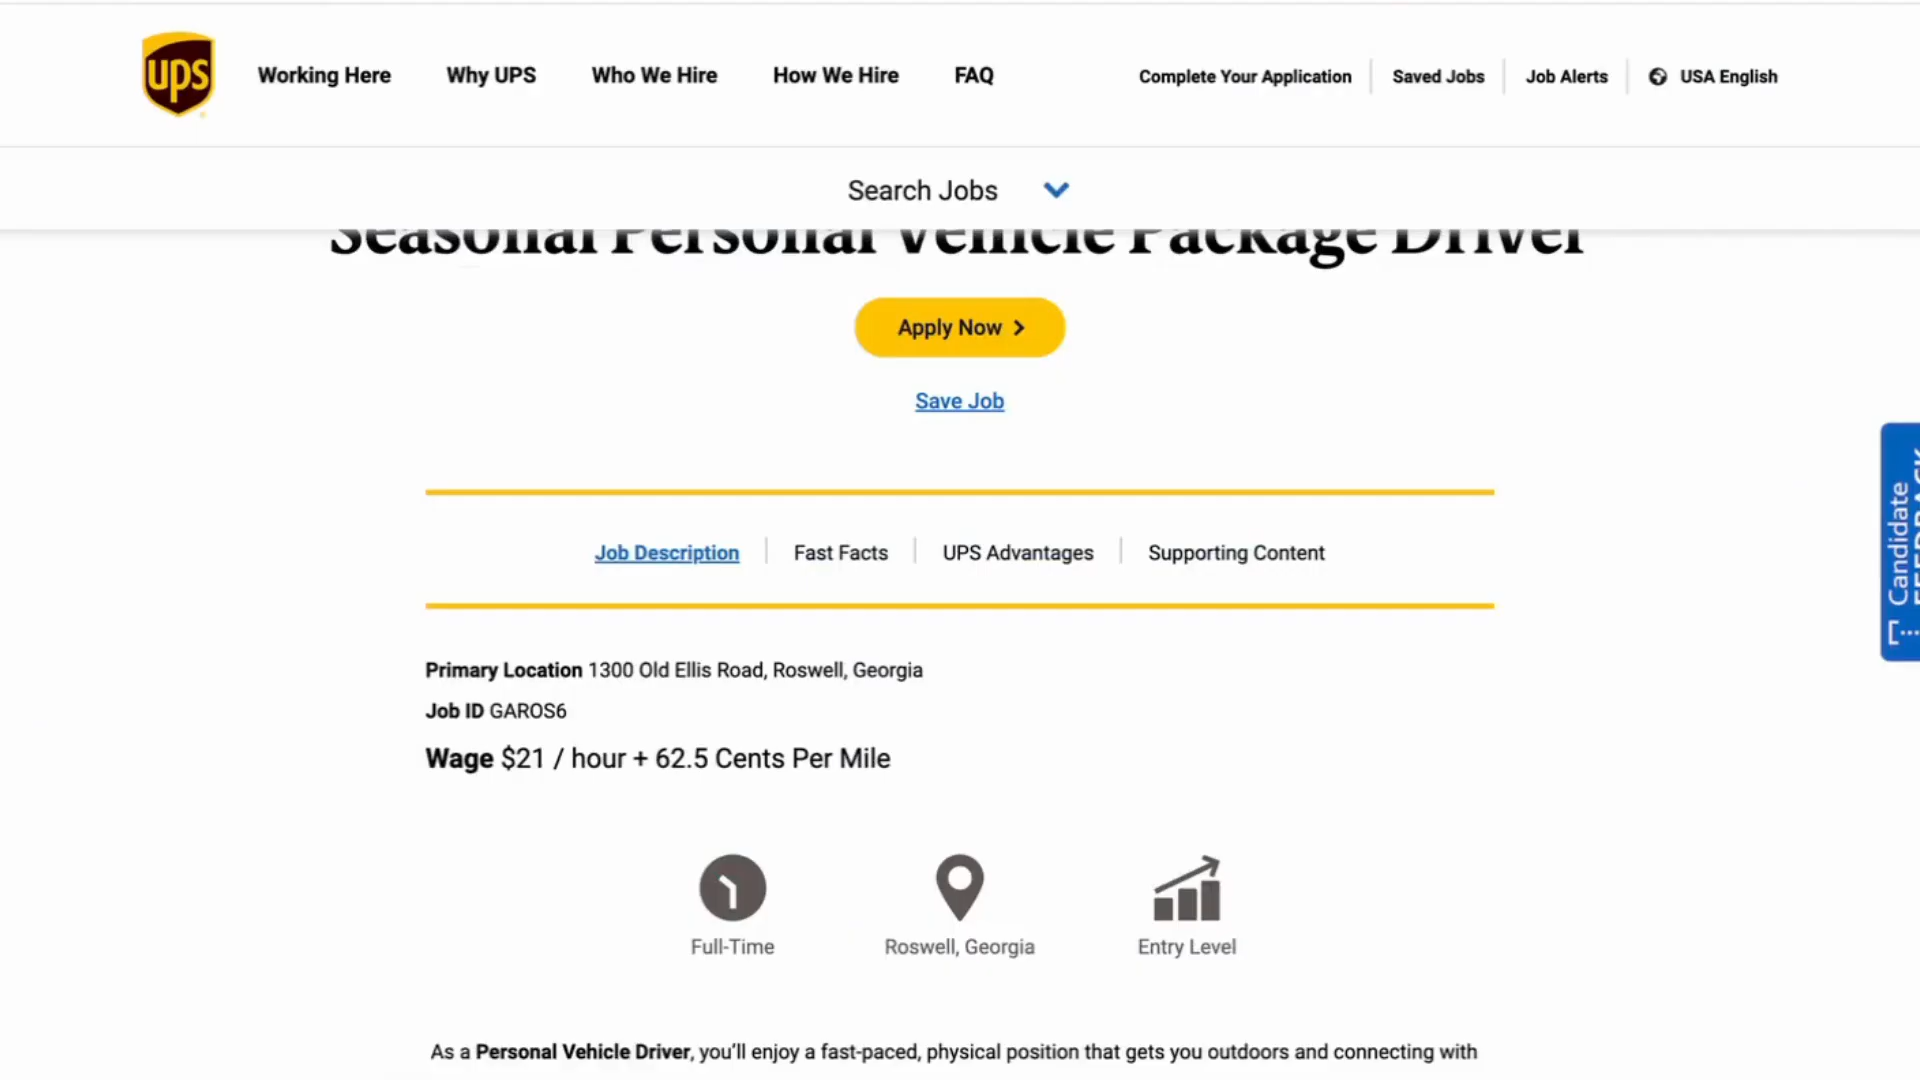 ups
Working Here
Why UPS
Who We Hire
How We Hire
FAQ
Complete Your Application
Saved Jobs
Job Alerts
USA English
Search Jobs
Seasonal Personal Vehicle Package Driver
Apply Now
Save Job
Job Description
Fast Facts
UPS Advantages
Supporting Content
Candidate
FEEDBACK
Primary Location 1300 Old Ellis Road, Roswell, Georgia
Job ID GAROS6
Wage $21 / hour + 62.5 Cents Per Mile
Full-Time
Roswell, Georgia
Entry Level
As a Personal Vehicle Driver, you’ll enjoy a fast-paced, physical position that gets you outdoors and connecting with